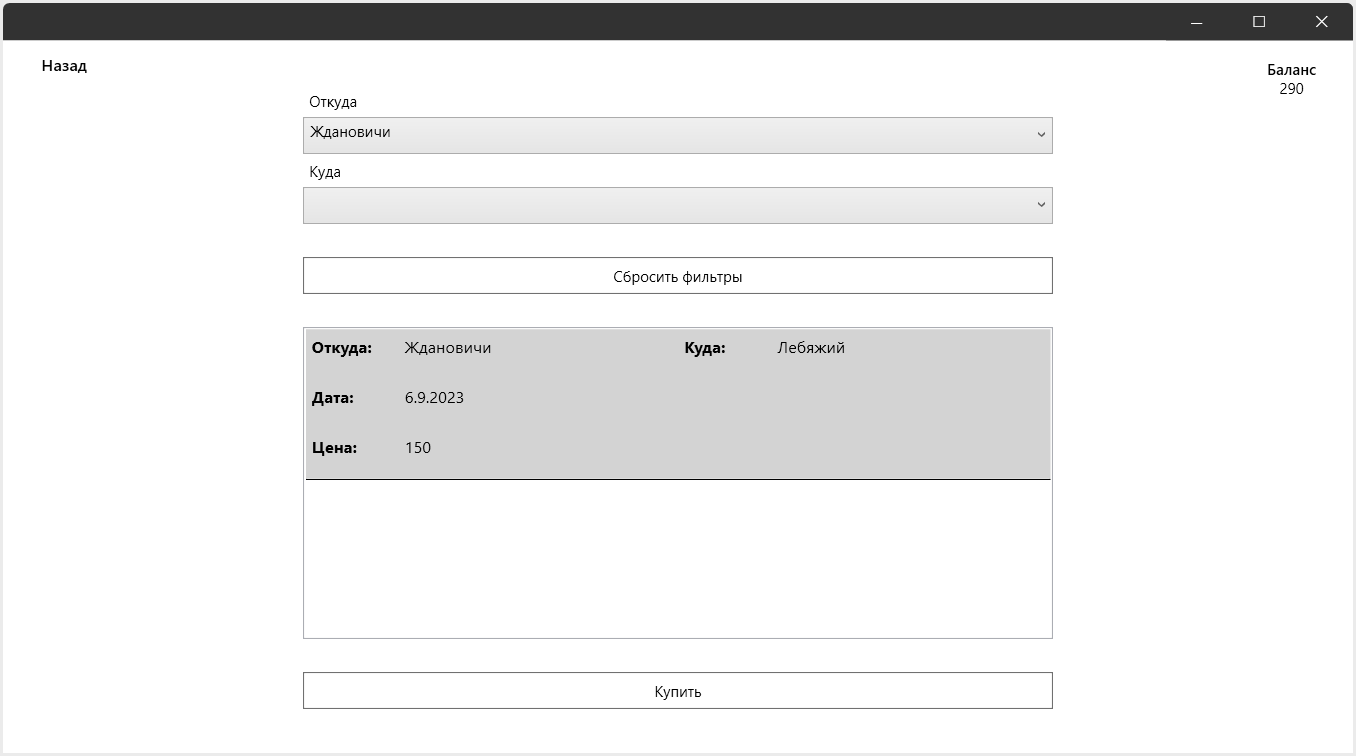 Назад
Баланс
290
Откуда
Ждановичи
Куда
Сбросить фильтры
Откуда: Ждановичи Куда: Лебяжий
Дата: 6.9.2023
Цена: 150
Купить